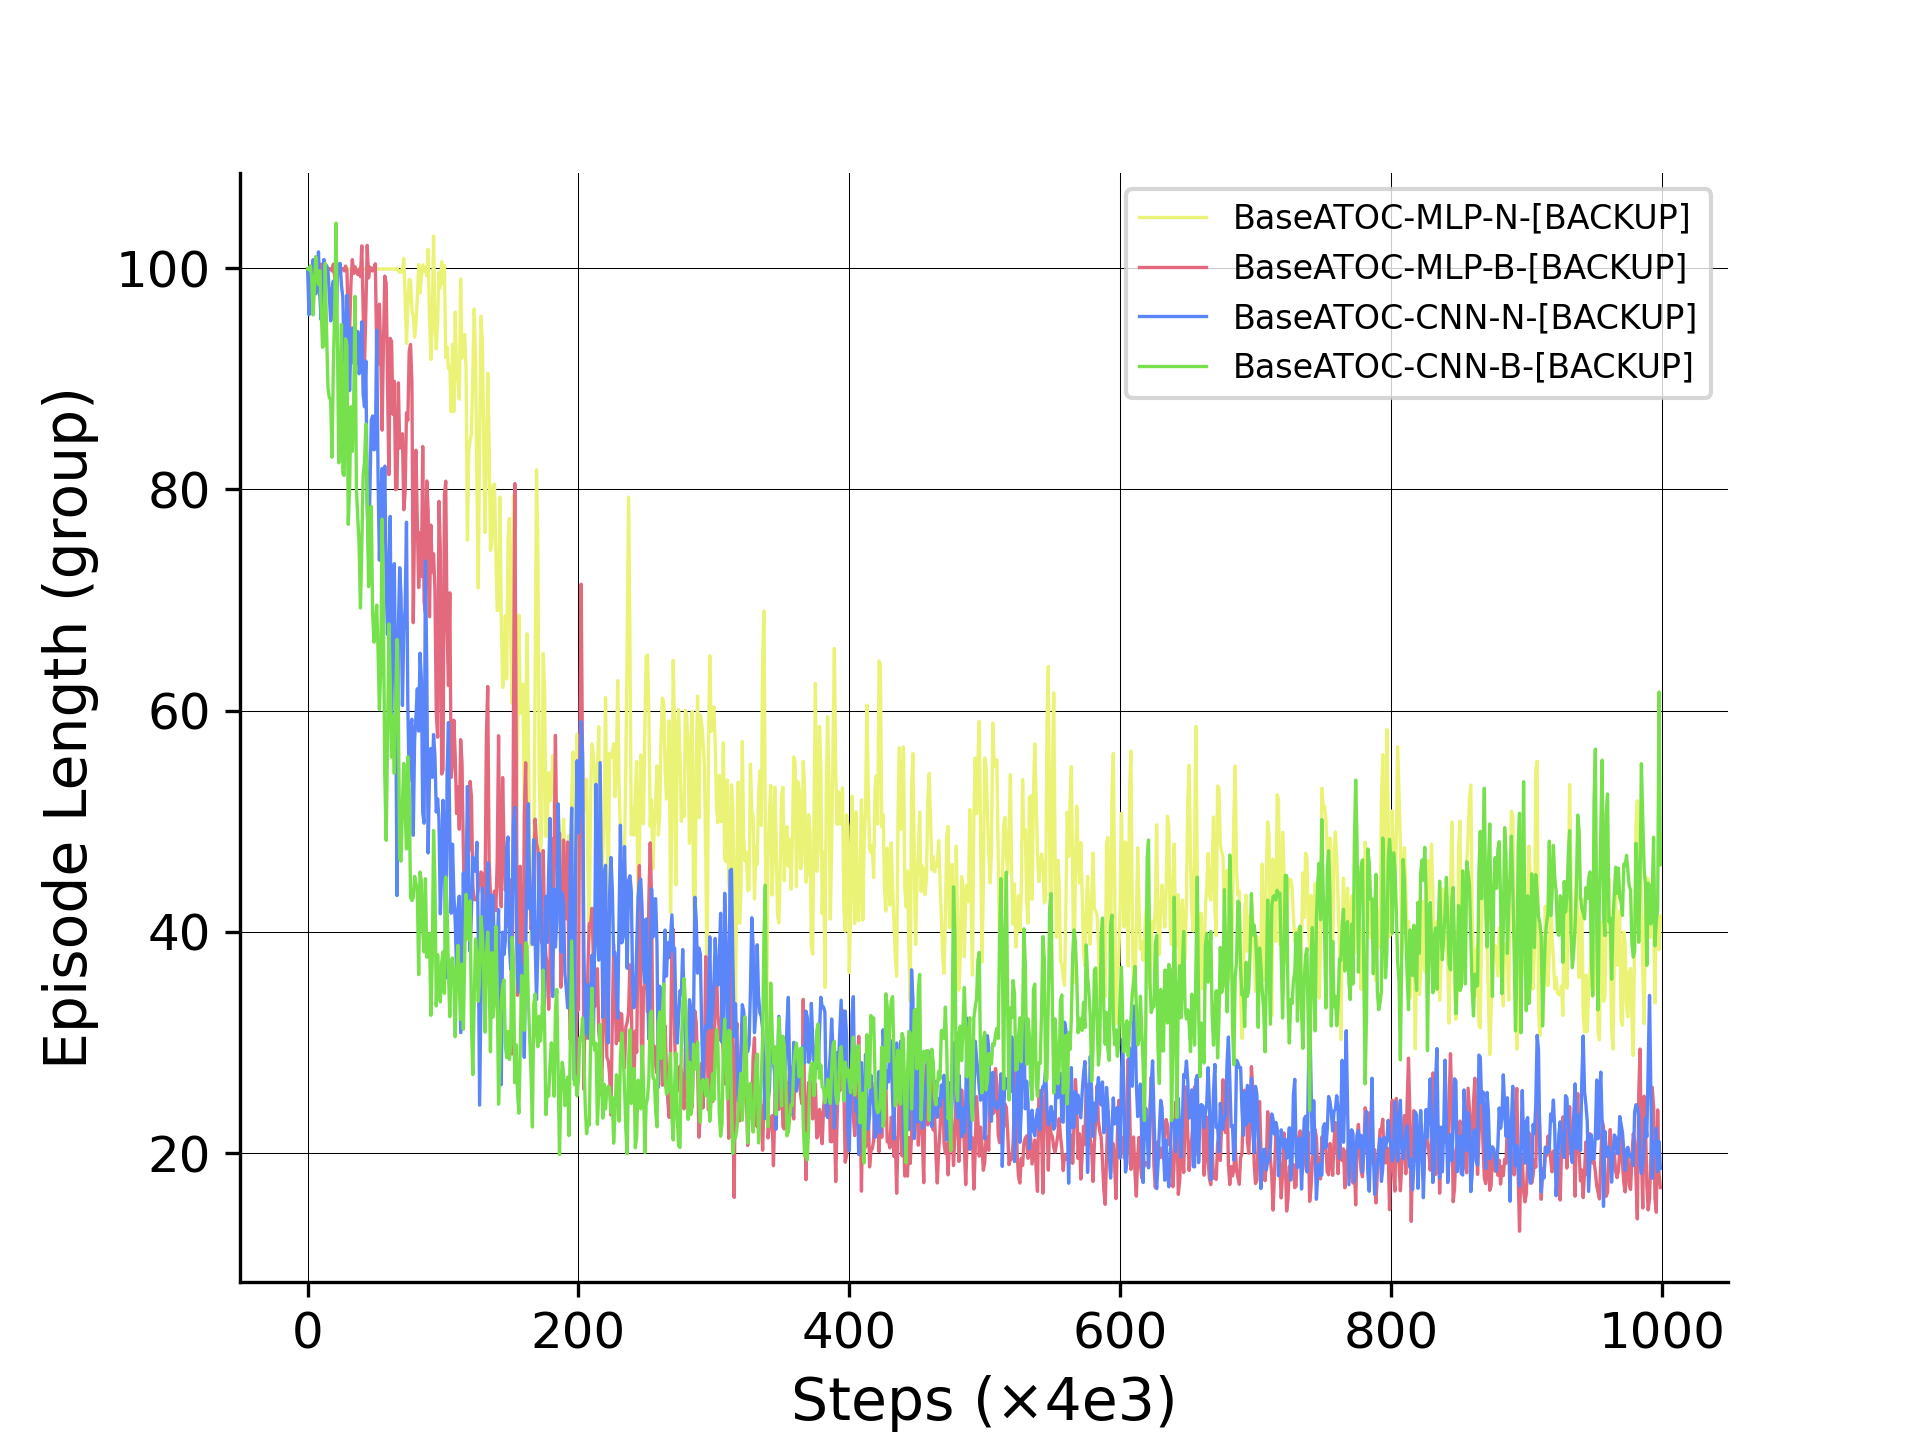 BaseATOC-MLP-N-[BACKUP]
BaseATOC-MLP-B-[BACKUP]
BaseATOC-CNN-N-[BACKUP]
BaseATOC-CNN-B-[BACKUP]
Episode Length (group)
100
80
60
40
20
0 200 400 600 800 1000
Steps (×4e3)